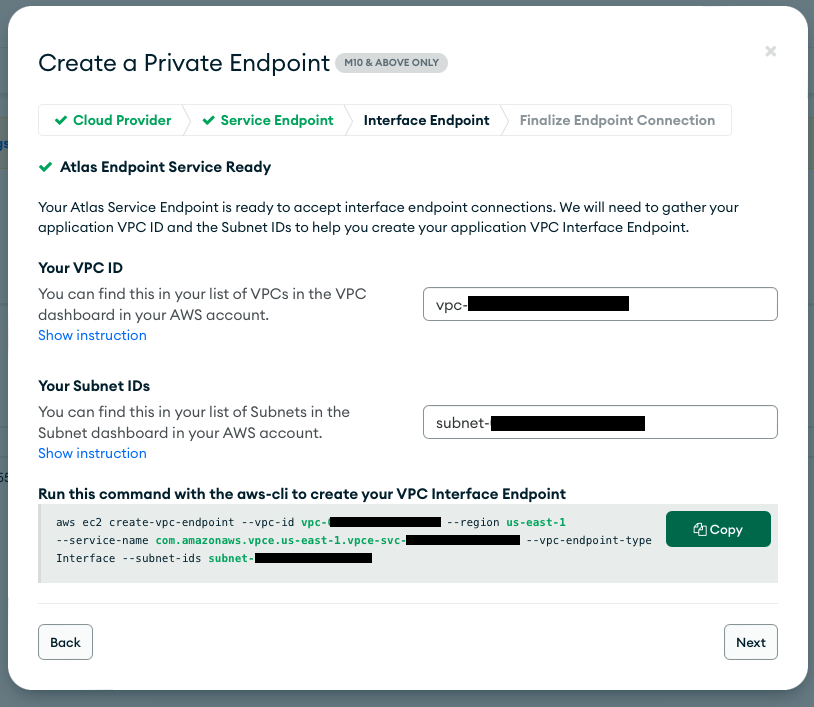 Create a Private Endpoint M10 & ABOVE ONLY
Cloud Provider Service Endpoint Interface Endpoint Finalize Endpoint Connection
Atlas Endpoint Service Ready
Your Atlas Service Endpoint is ready to accept interface endpoint connections. We will need to gather your
application VPC ID and the Subnet IDs to help you create your application VPC Interface Endpoint.
Your VPC ID
You can find this in your list of VPCs in the VPC
dashboard in your AWS account.
Show instruction
vpc-
Your Subnet IDs
You can find this in your list of Subnets in the
Subnet dashboard in your AWS account.
Show instruction
subnet-
Run this command with the aws-cli to create your VPC Interface Endpoint
aws ec2 create-vpc-endpoint --vpc-id vpc- --region us-east-1
--service-name com.amazonaws.vpce.us-east-1.vpce-svc- --vpc-endpoint-type
Interface --subnet-ids subnet-
Copy
Back
Next